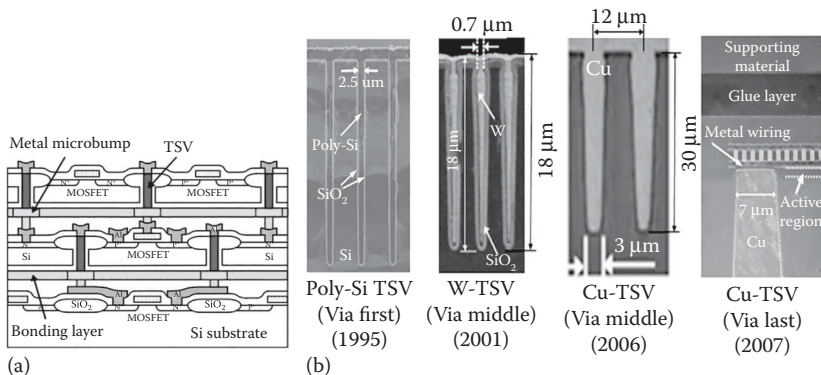 Metal microbump
TSV
N+
N+
P+
P+
MOSFET
MOSFET
Al
Al
Al
Si
MOSFET
Si
Al
Al
SiO₂
SiO₂
MOSFET
Bonding layer
Si substrate
(a)
2.5 um
Poly-Si
SiO₂
Si
Poly-Si TSV
(Via first)
(1995)
0.7 μm
W
18 μm
18 μm
SiO₂
W-TSV
(Via middle)
(2001)
12 μm
Cu
30 μm
3 μm
Cu-TSV
(Via middle)
(2006)
Supporting
material
Glue layer
Metal wiring
Active
region
7 μm
Cu
Cu-TSV
(Via last)
(2007)
(b)